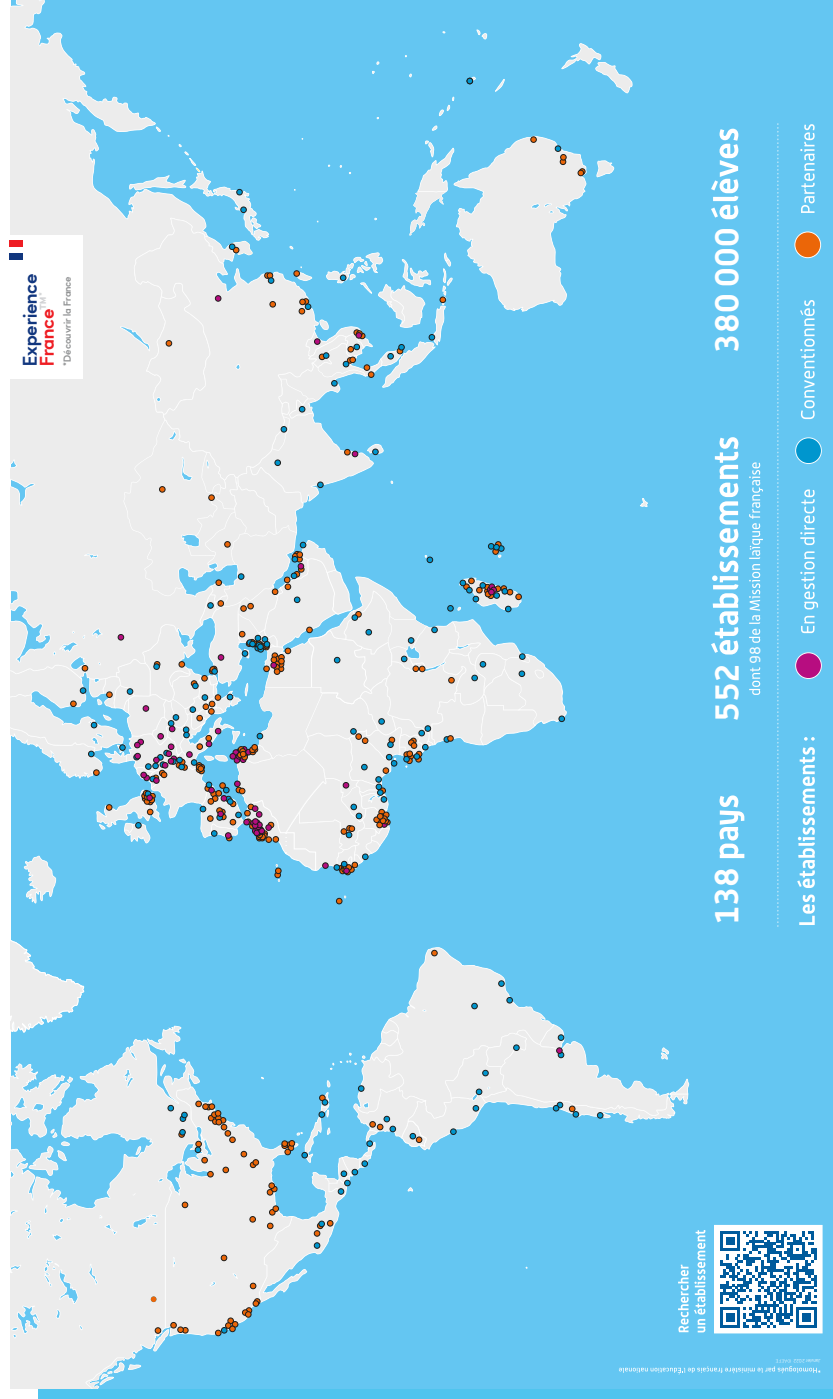 Experience
France™
*Découvrir la France
138 pays
552 établissements
dont 98 de la Mission laïque française
380 000 élèves
Les établissements :
En gestion directe
Conventionnés
Partenaires
Rechercher
un établissement
*Homologués par le ministère français de l'Éducation nationale